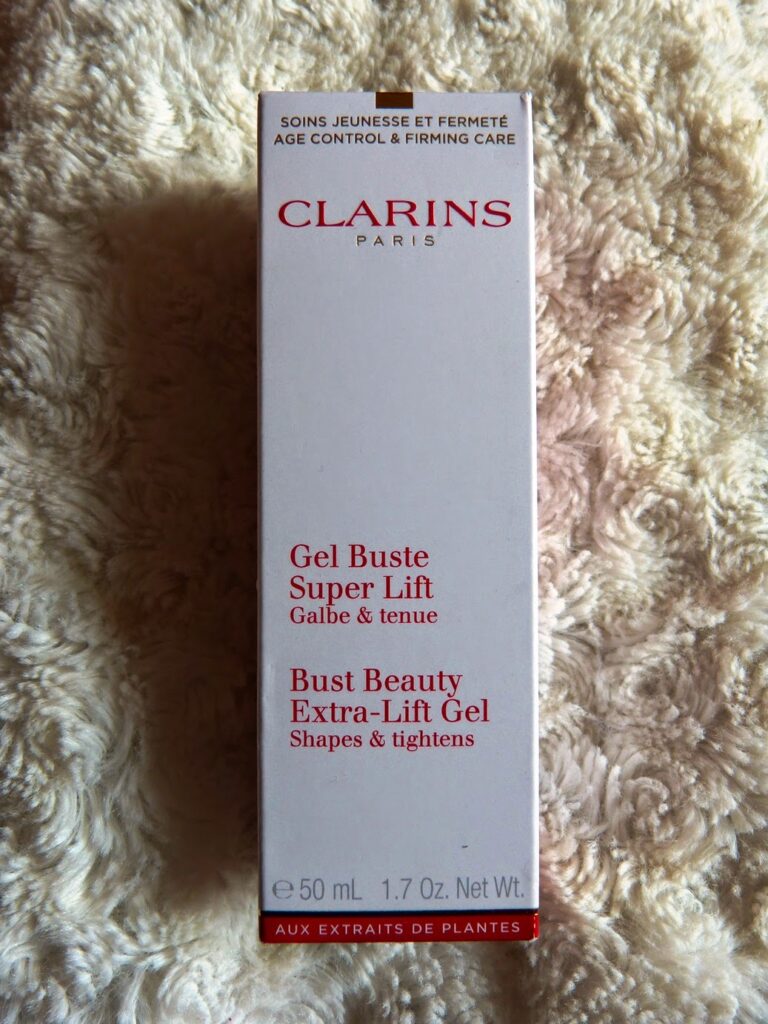 SOINS JEUNESSE ET FERMETÉ
AGE CONTROL & FIRMING CARE
CLARINS
PARIS
Gel Buste
Super Lift
Galbe & tenue
Bust Beauty
Extra-Lift Gel
Shapes & tightens
℮ 50 mL 1.7 Oz. Net Wt.
AUX EXTRAITS DE PLANTES